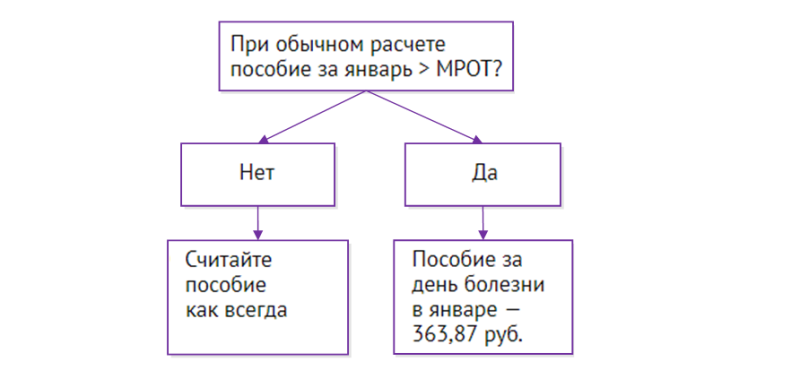 При обычном расчете
пособие за январь > МРОТ?
Нет
Да
Считайте
пособие
как всегда
Пособие за
день болезни
в январе —
363,87 руб.